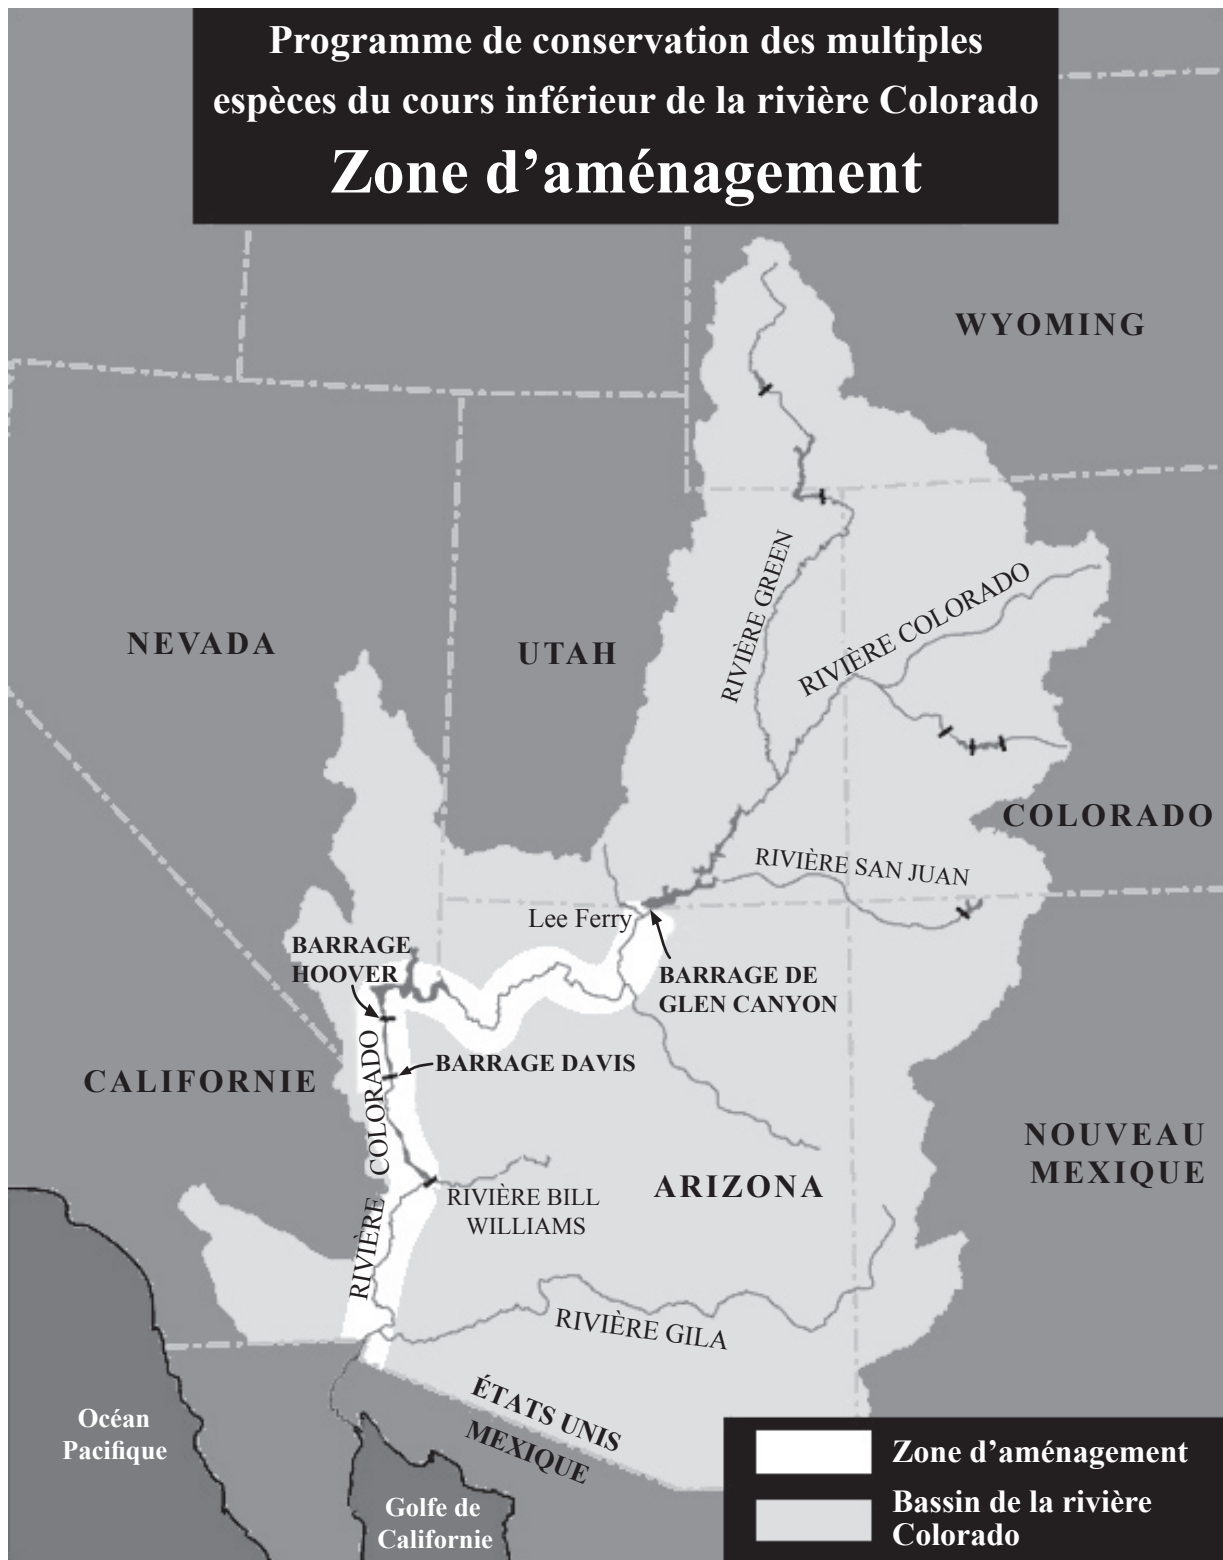 Programme de conservation des multiples
espèces du cours inférieur de la rivière Colorado
Zone d’aménagement
WYOMING
RIVIÈRE GREEN
RIVIÈRE COLORADO
NEVADA
UTAH
COLORADO
RIVIÈRE SAN JUAN
Lee Ferry
BARRAGE
HOOVER
BARRAGE DE
GLEN CANYON
BARRAGE DAVIS
CALIFORNIE
RIVIÈRE COLORADO
NOUVEAU
MEXIQUE
ARIZONA
RIVIÈRE BILL
WILLIAMS
RIVIÈRE GILA
ÉTATS UNIS
MEXIQUE
Océan
Pacifique
Golfe de
Californie
Zone d’aménagement
Bassin de la rivière
Colorado